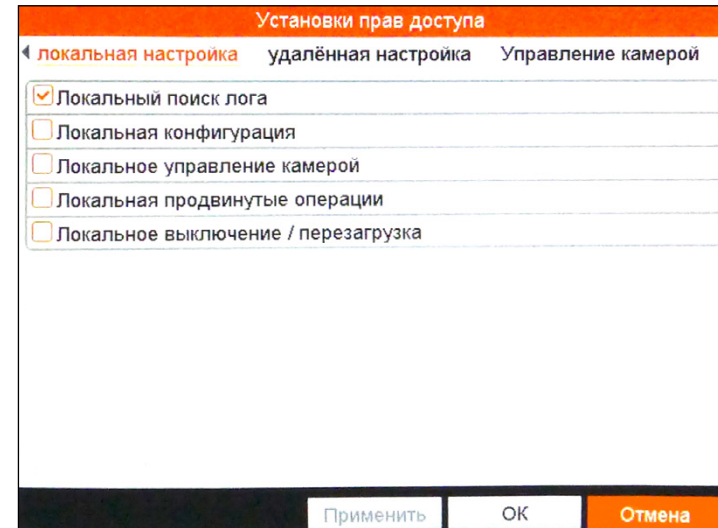 Установки прав доступа
локальная настройка удалённая настройка Управление камерой
Локальный поиск лога
Локальная конфигурация
Локальное управление камерой
Локальная продвинутые операции
Локальное выключение / перезагрузка
Применить ОК Отмена